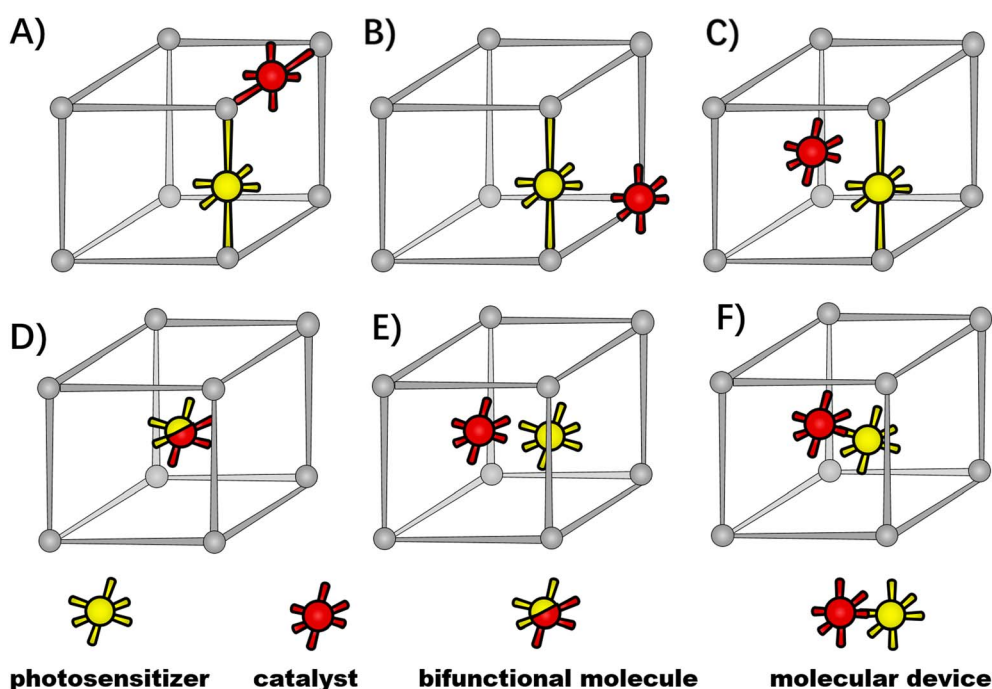 A) B) C)
D) E) F)
photosensitizer catalyst bifunctional molecule molecular device